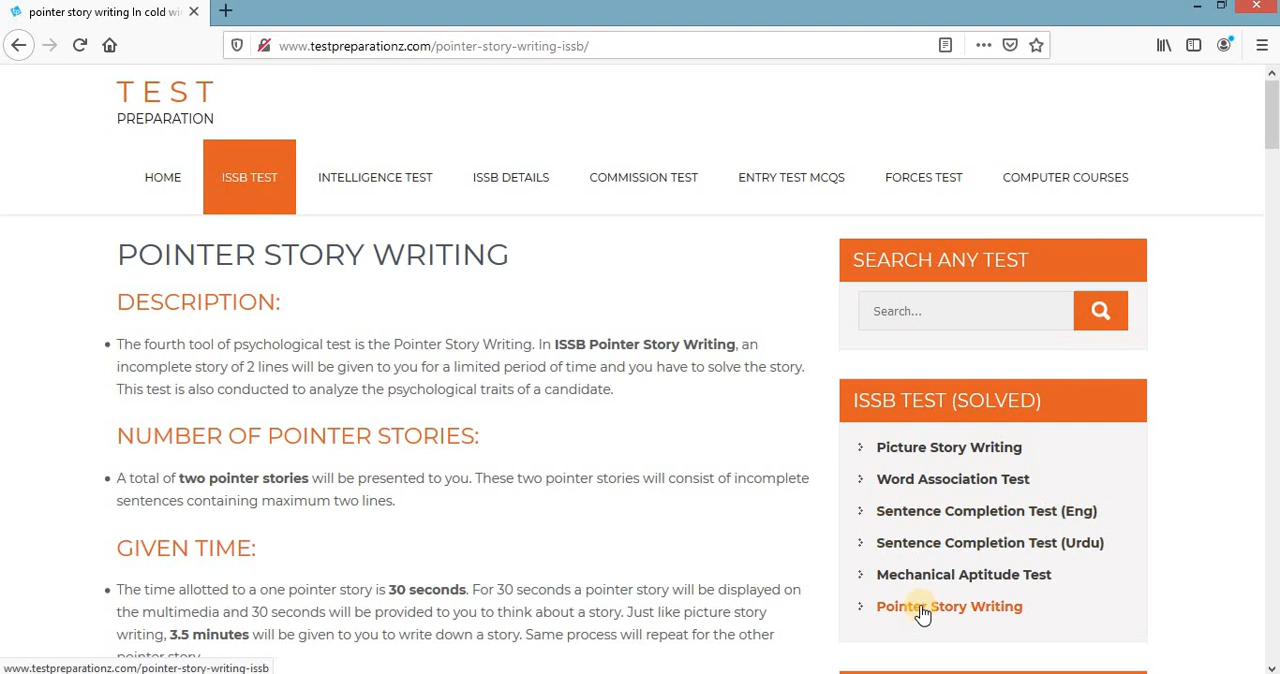 pointer story writing In cold wi
www.testpreparationz.com/pointer-story-writing-issb/
TEST
PREPARATION
HOME
ISSB TEST
INTELLIGENCE TEST
ISSB DETAILS
COMMISSION TEST
ENTRY TEST MCQS
FORCES TEST
COMPUTER COURSES
POINTER STORY WRITING
DESCRIPTION:
The fourth tool of psychological test is the Pointer Story Writing. In ISSB Pointer Story Writing, an
incomplete story of 2 lines will be given to you for a limited period of time and you have to solve the story.
This test is also conducted to analyze the psychological traits of a candidate.
NUMBER OF POINTER STORIES:
A total of two pointer stories will be presented to you. These two pointer stories will consist of incomplete
sentences containing maximum two lines.
GIVEN TIME:
The time allotted to a one pointer story is 30 seconds. For 30 seconds a pointer story will be displayed on
the multimedia and 30 seconds will be provided to you to think about a story. Just like picture story
writing, 3.5 minutes will be given to you to write down a story. Same process will repeat for the other
pointer story.
SEARCH ANY TEST
Search...
ISSB TEST (SOLVED)
Picture Story Writing
Word Association Test
Sentence Completion Test (Eng)
Sentence Completion Test (Urdu)
Mechanical Aptitude Test
Pointer Story Writing
www.testpreparationz.com/pointer-story-writing-issb